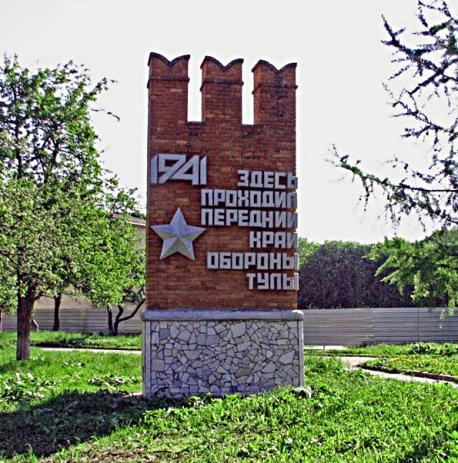 1941
ЗДЕСЬ
ПРОХОДИЛ
ПЕРЕДНИЙ
КРАЙ
ОБОРОНЫ
ТУЛЫ